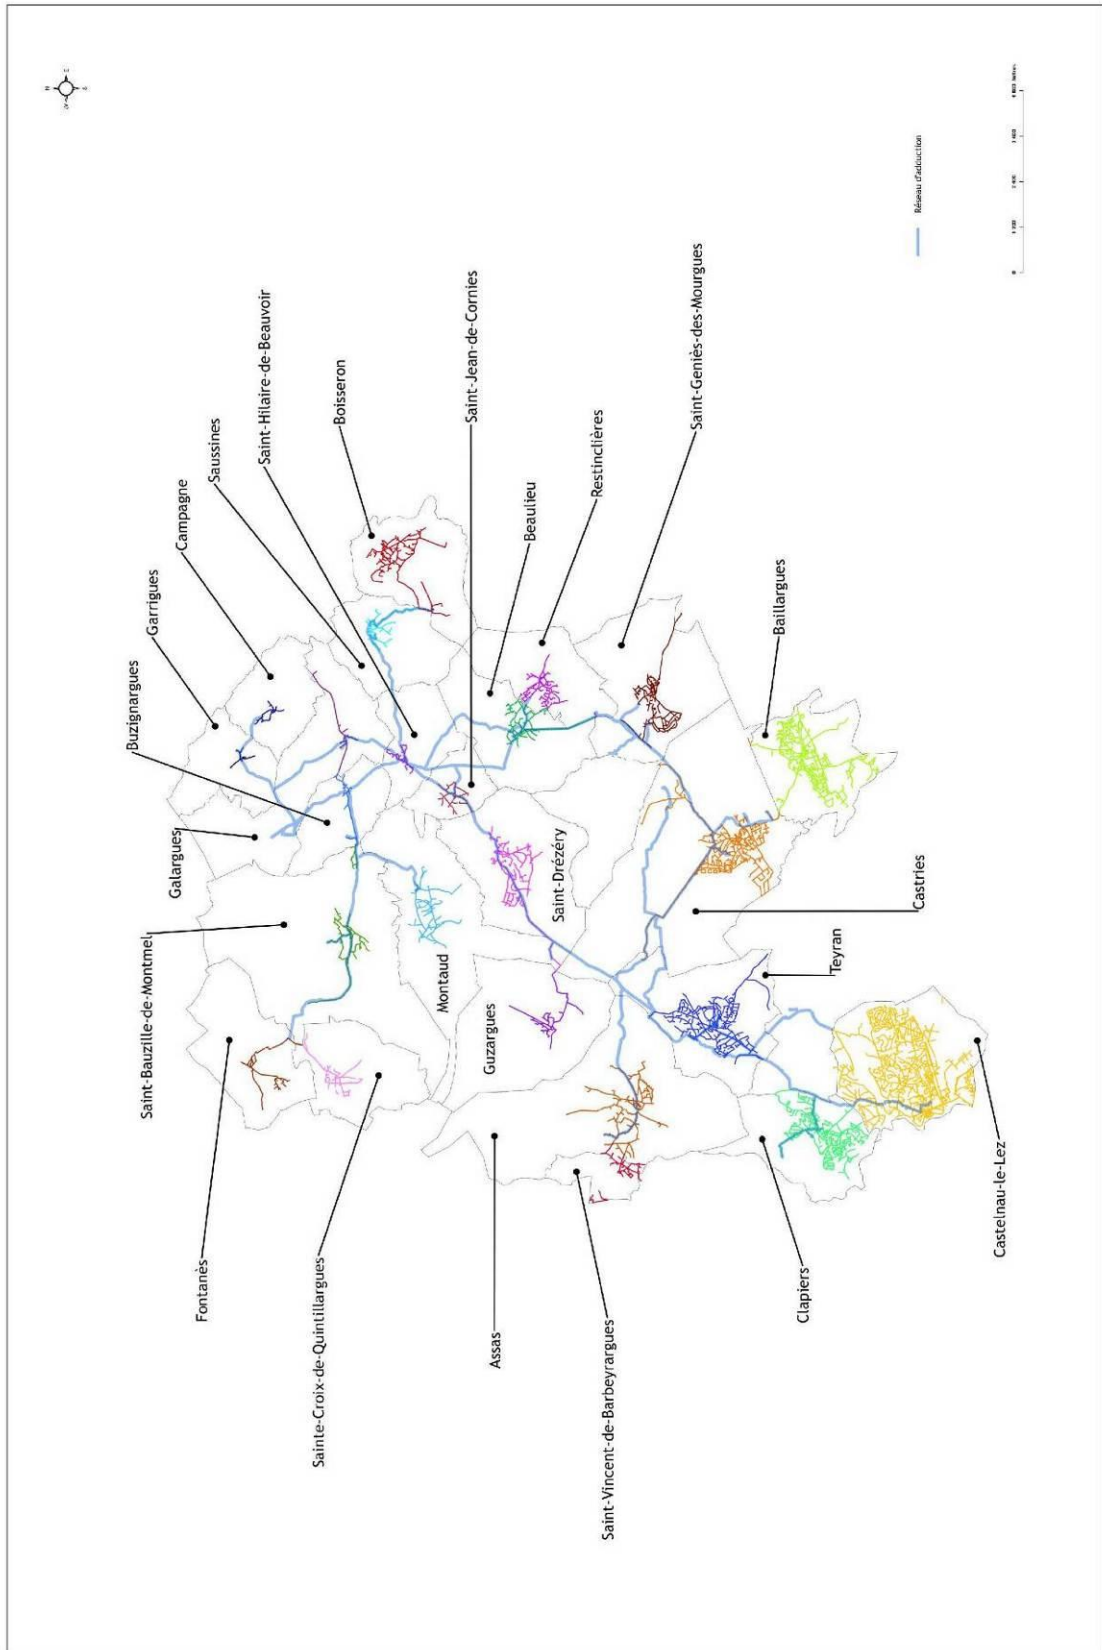 Buzignargues
Saint-Bauzille-de-Montmel
Garrigues
Galargues
Campagne
Fontanès
Saussines
Saint-Hilaire-de-Beauvoir
Sainte-Croix-de-Quintillargues
Boisseron
Montaud
Saint-Jean-de-Cornies
Guzargues
Assas
Beaulieu
Saint-Drézéry
Restinclières
Saint-Vincent-de-Barbeyrargues
Saint-Geniès-des-Mourgues
Baillargues
Clapiers
Teyran
Castries
Réseau d'adduction
Castelnau-le-Lez